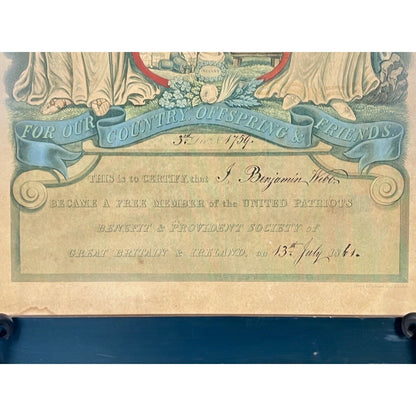 IRELAND
FOR OUR COUNTRY, OFFSPRING & FRIENDS.
3rd 1759.
THIS is to CERTIFY, that J. Benjamin Webb
BECAME A FREE MEMBER of the UNITED PATRIOTS
BENEFIT & PROVIDENT SOCIETY of
GREAT BRITAIN & IRELAND, on 13th July 1861.